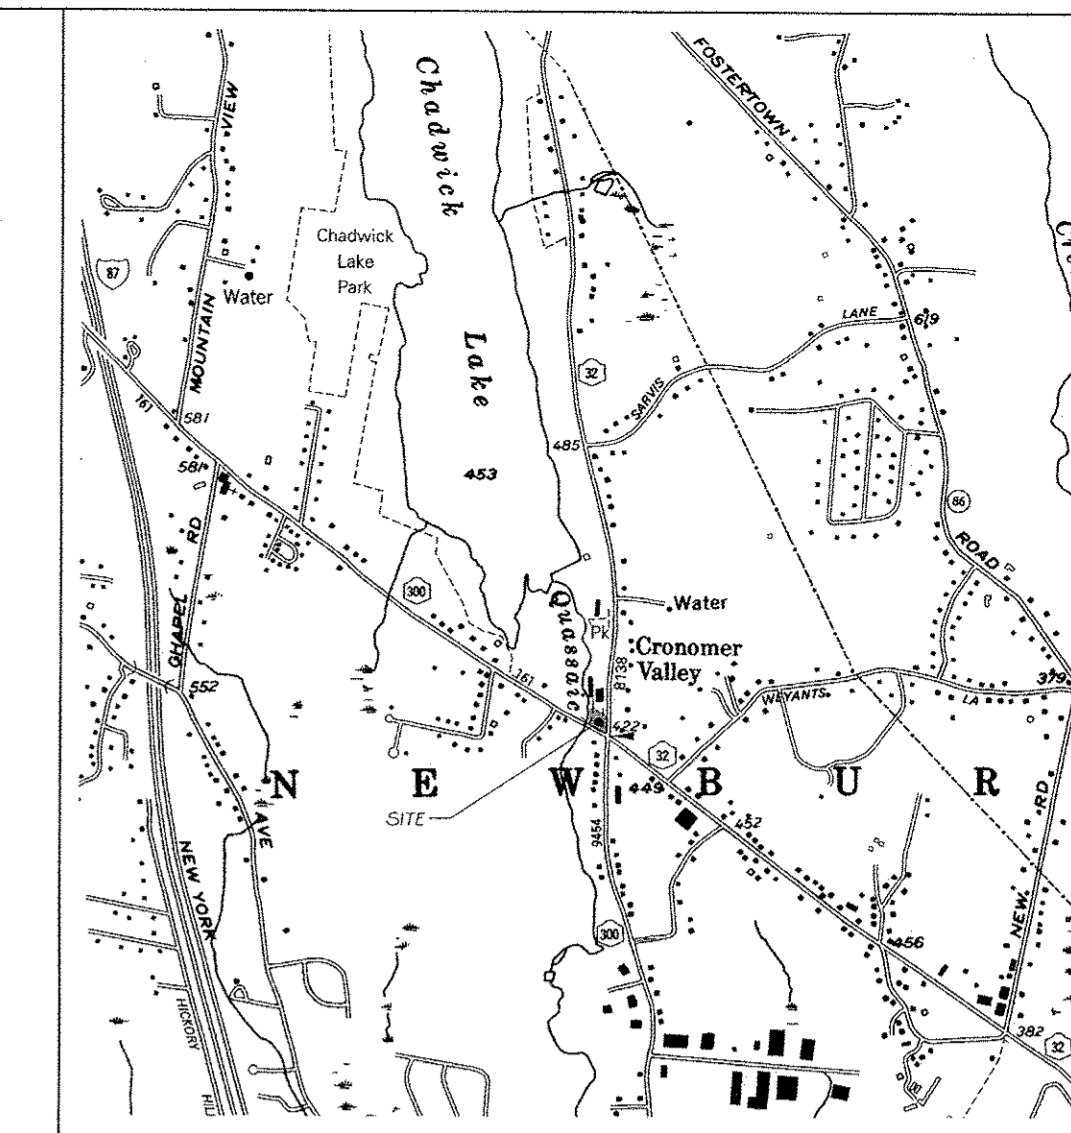 VIEW
FOSTERTOWN
Chadwick
Chadwick
Lake
Park
87
Water
MOUNTAIN
Lake
LANE
619
32
SARVIS
161
581
581
485
453
86
RD
ROAD
300
CHAPEL
Quassaic
Water
Pk
Cronomer
Valley
8138
552
161
379
WEYANTS
LA
422
32
N E W B U R
449
RD
SITE
452
9454
AVE
NEW YORK
NEW
300
456
HICKORY
382
32
HILL